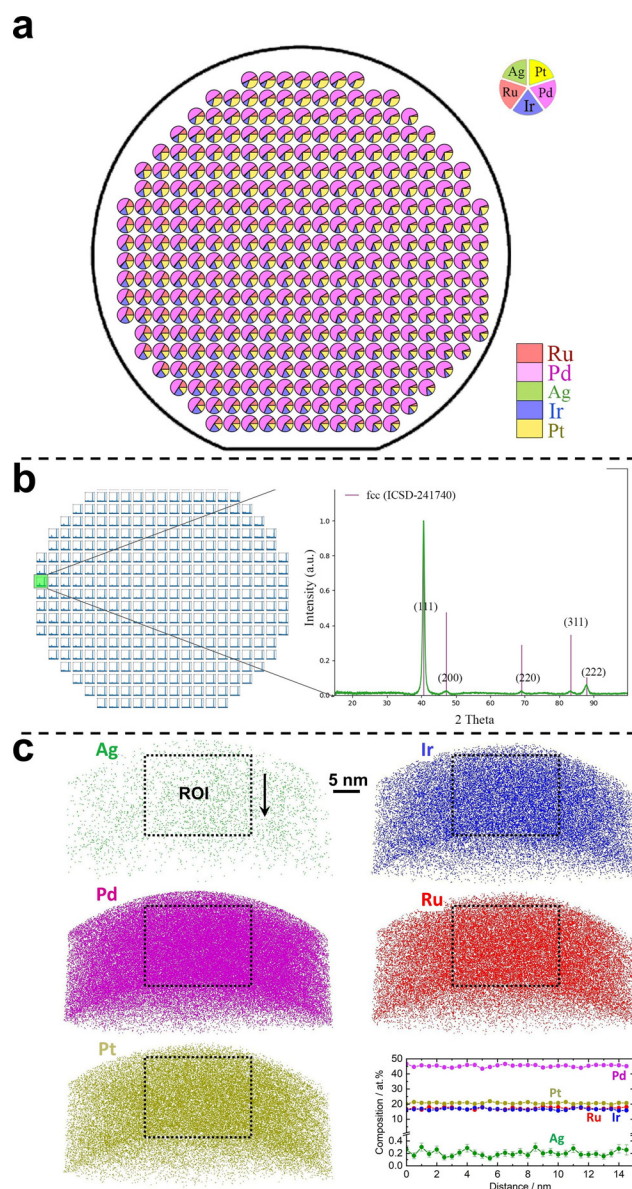 a
Ag Pt
Ru Pd
Ir
Ru
Pd
Ag
Ir
Pt
b
fcc (ICSD-241740)
Intensity (a.u.)
1.0
0.8
0.6
0.4
0.2
0.0
(111)
(200)
(220)
(311)
(222)
20 30 40 50 60 70 80 90
2 Theta
c
Ag
ROI
5 nm
Ir
Pd
Ru
Pt
Composition / at.%
50
40
30
20
10
0.4
0.2
0.0
Pd
Pt
Ru Ir
Ag
0 2 4 6 8 10 12 14
Distance / nm